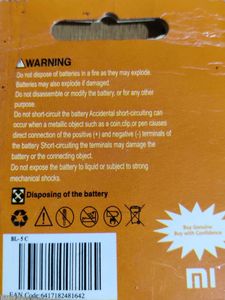 WARNING
Do not dispose of batteries in a fire as they may explode.
Batteries may also explode if damaged.
Do not disassemble or modify the battery, or for any other
purpose.
Do not short-circuit the battery Accidental short-circuiting can
occur when a metallic object such as a coin,clip,or pen causes
direct connection of the positive (+) and negative (-) terminals of
the battery Short-circuiting the terminals may damage the
battery or the connecting object.
Do not expose the battery to liquid or subject to strong
mechanical shocks.
Disposing of the battery
Buy Genuine
Buy with Confidence
BL-5 C
mi
EAN Code 6417182481642